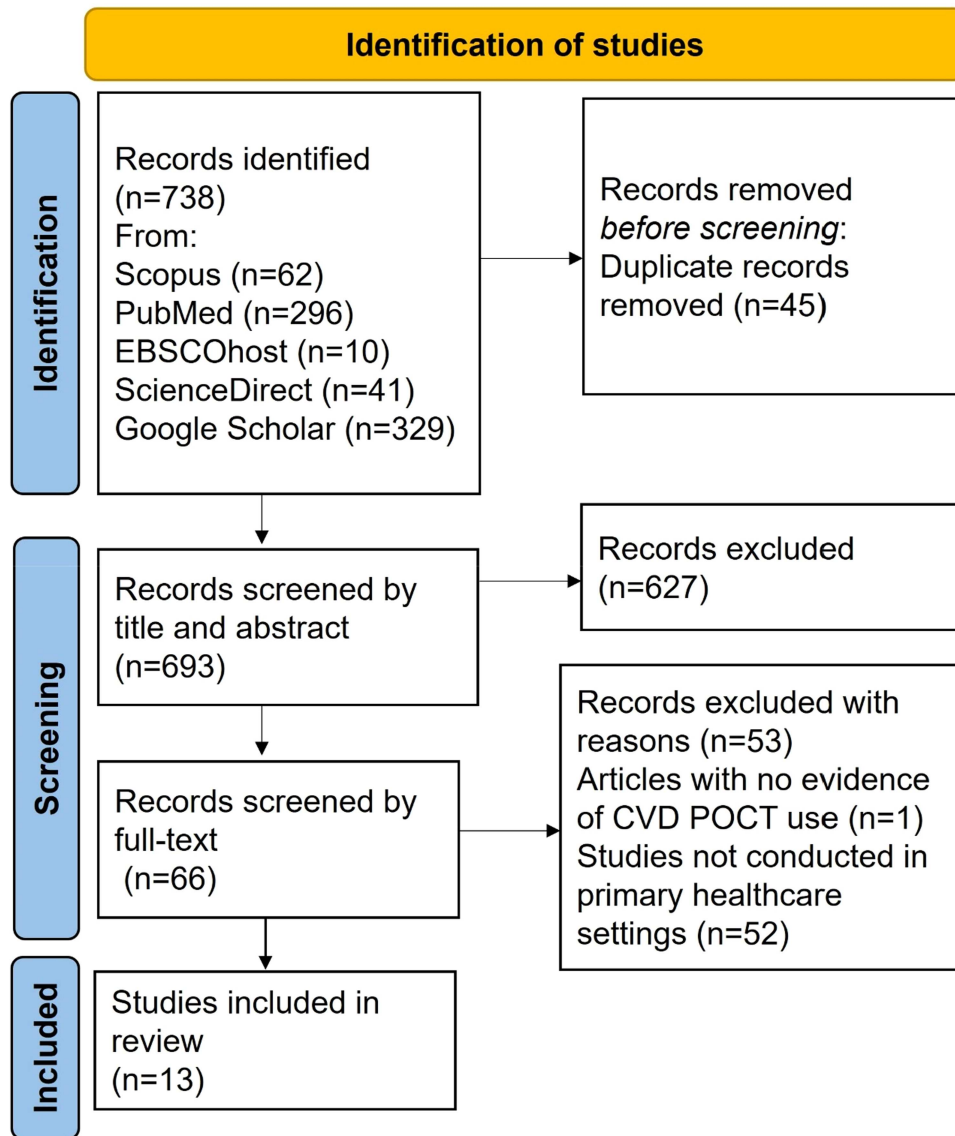 Identification of studies
Identification
Records identified
(n=738)
From:
Scopus (n=62)
PubMed (n=296)
EBSCOhost (n=10)
ScienceDirect (n=41)
Google Scholar (n=329)
Records removed
before screening:
Duplicate records
removed (n=45)
Screening
Records screened by
title and abstract
(n=693)
Records excluded
(n=627)
Records screened by
full-text
(n=66)
Records excluded with
reasons (n=53)
Articles with no evidence
of CVD POCT use (n=1)
Studies not conducted in
primary healthcare
settings (n=52)
Included
Studies included in
review
(n=13)